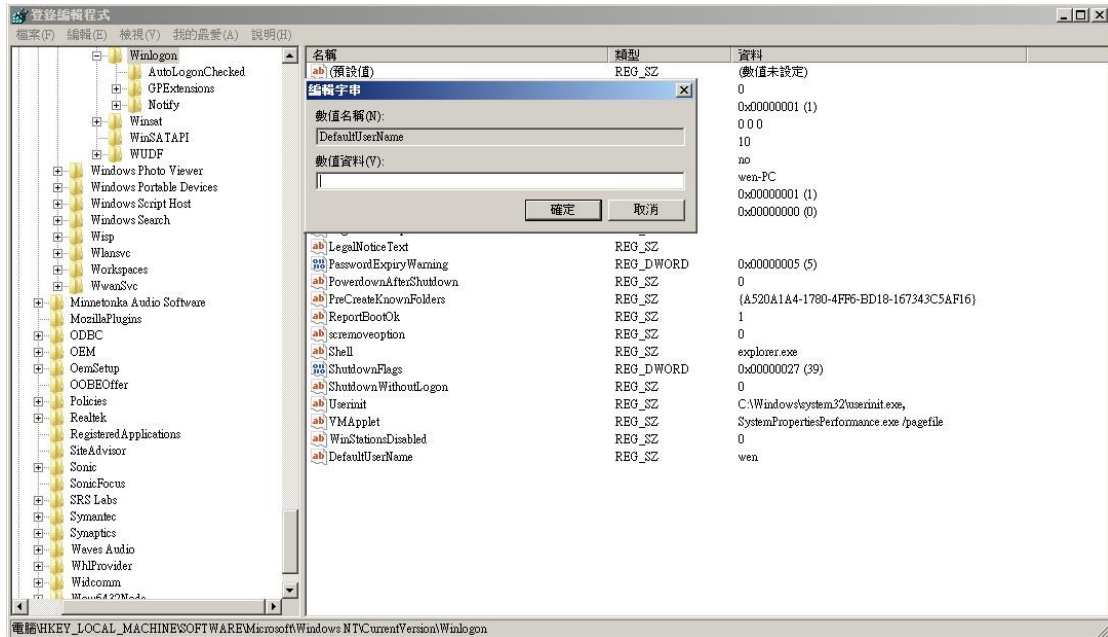 登錄編輯程式
檔案(F) 編輯(E) 檢視(V) 我的最愛(A) 說明(H)
Winlogon
AutoLogonChecked
GPExtensions
Notify
Winsat
WinSATAPI
WUDF
Windows Photo Viewer
Windows Portable Devices
Windows Script Host
Windows Search
Wisp
Wlansvc
Workspaces
WwanSvc
Minnetonka Audio Software
MozillaPlugins
ODBC
OEM
OemSetup
OOBEOffer
Policies
Realtek
RegisteredApplications
SiteAdvisor
Sonic
SonicFocus
SRS Labs
Symantec
Synaptics
Waves Audio
WhlProvider
Widcomm
Wow6432Node
名稱 類型 資料
(預設值) REG_SZ (數值未設定)
0
0x00000001 (1)
0 0 0
10
no
wen-PC
0x00000001 (1)
0x00000000 (0)
編輯字串
數值名稱(N):
DefaultUserName
數值資料(V):
確定 取消
LegalNoticeText REG_SZ
PasswordExpiryWarning REG_DWORD 0x00000005 (5)
PowerdownAfterShutdown REG_SZ 0
PreCreateKnownFolders REG_SZ {A520A1A4-1780-4FF6-BD18-167343C5AF16}
ReportBootOk REG_SZ 1
scremoveoption REG_SZ 0
Shell REG_SZ explorer.exe
ShutdownFlags REG_DWORD 0x00000027 (39)
ShutdownWithoutLogon REG_SZ 0
Userinit REG_SZ C:\Windows\system32\userinit.exe,
VMApplet REG_SZ SystemPropertiesPerformance.exe /pagefile
WinStationsDisabled REG_SZ 0
DefaultUserName REG_SZ wen
電腦\HKEY_LOCAL_MACHINE\SOFTWARE\Microsoft\Windows NT\CurrentVersion\Winlogon